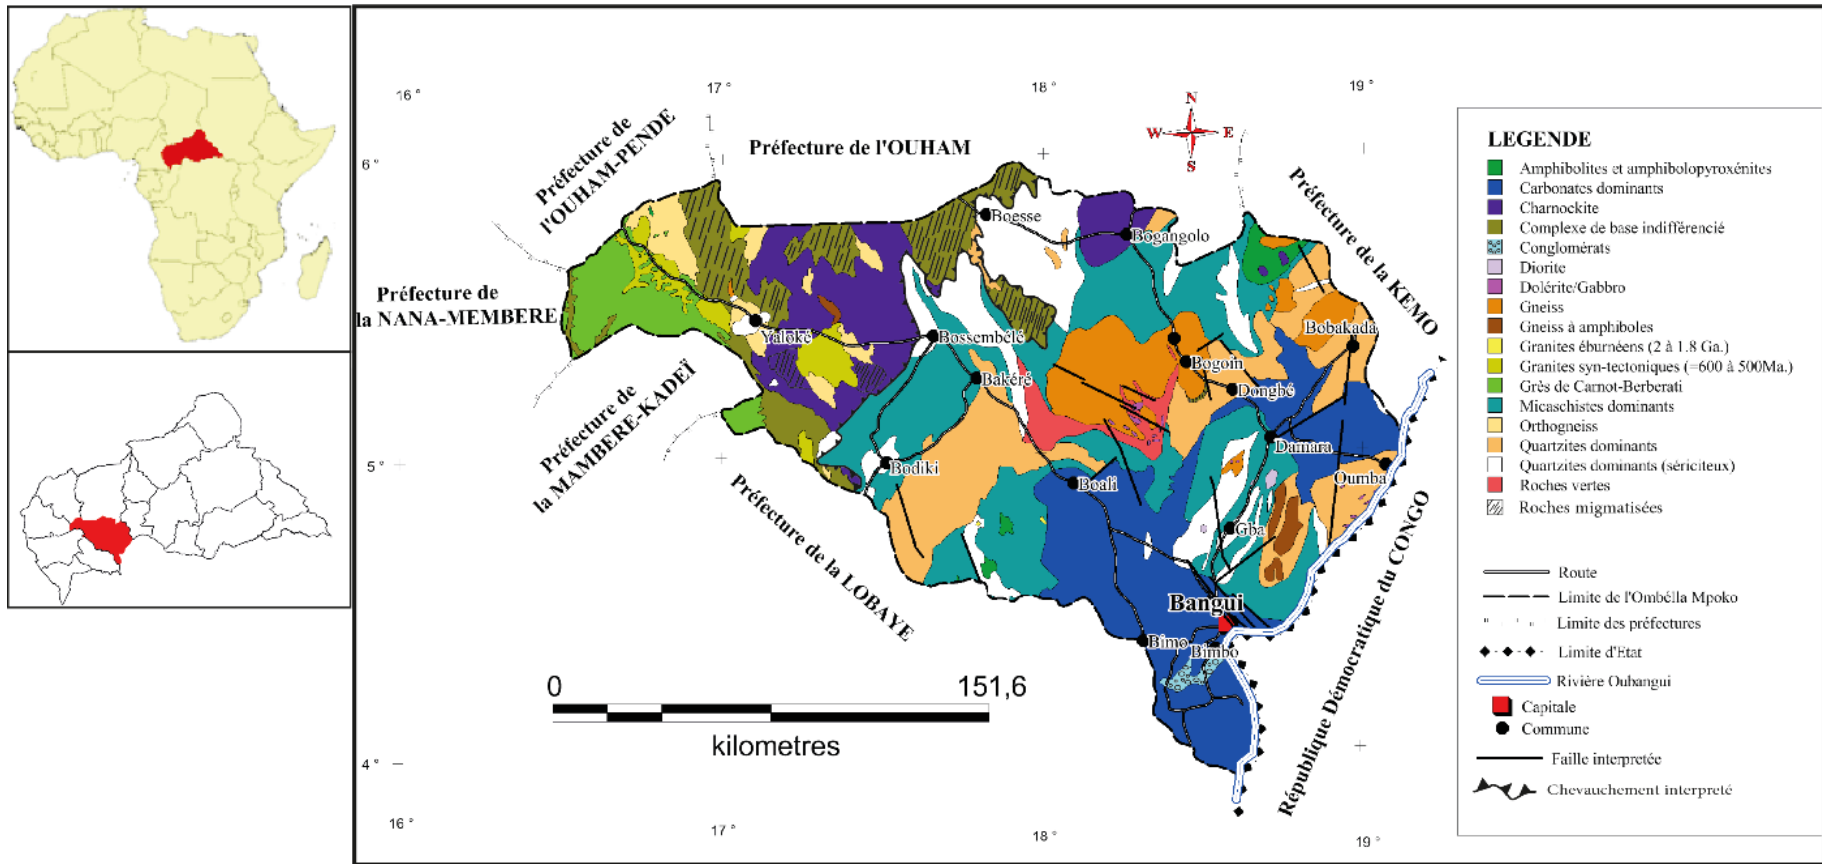 17 °
18 °
19 °
16 °
N
W
E
S
6 °
Préfecture de
l'OUHAM-PENDE
Préfecture de l'OUHAM
Préfecture de la KEMO
Préfecture de
la NANA-MEMBERE
Préfecture de
la MAMBERE-KADEÏ
Préfecture de la LOBAYE
République Démocratique du CONGO
Boesse
Bogangolo
Bobakada
Yaloké
Bossembélé
Bogoin
Bakéré
Dongbé
Damara
5 °
Bodiki
Boali
Oumba
Gba
Bangui
Bimo
Bimbo
0
151,6
kilometres
4 °
16 °
17 °
18 °
19 °
LEGENDE
Amphibolites et amphibolopyroxénites
Carbonates dominants
Charnockite
Complexe de base indifférencié
Conglomérats
Diorite
Dolérite/Gabbro
Gneiss
Gneiss à amphiboles
Granites éburnéens (2 à 1.8 Ga.)
Granites syn-tectoniques (=600 à 500Ma.)
Grès de Carnot-Berberati
Micaschistes dominants
Orthogneiss
Quartzites dominants
Quartzites dominants (sériciteux)
Roches vertes
Roches migmatisées
Route
Limite de l'Ombélla Mpoko
Limite des préfectures
Limite d'Etat
Rivière Oubangui
Capitale
Commune
Faille interpretée
Chevauchement interpreté